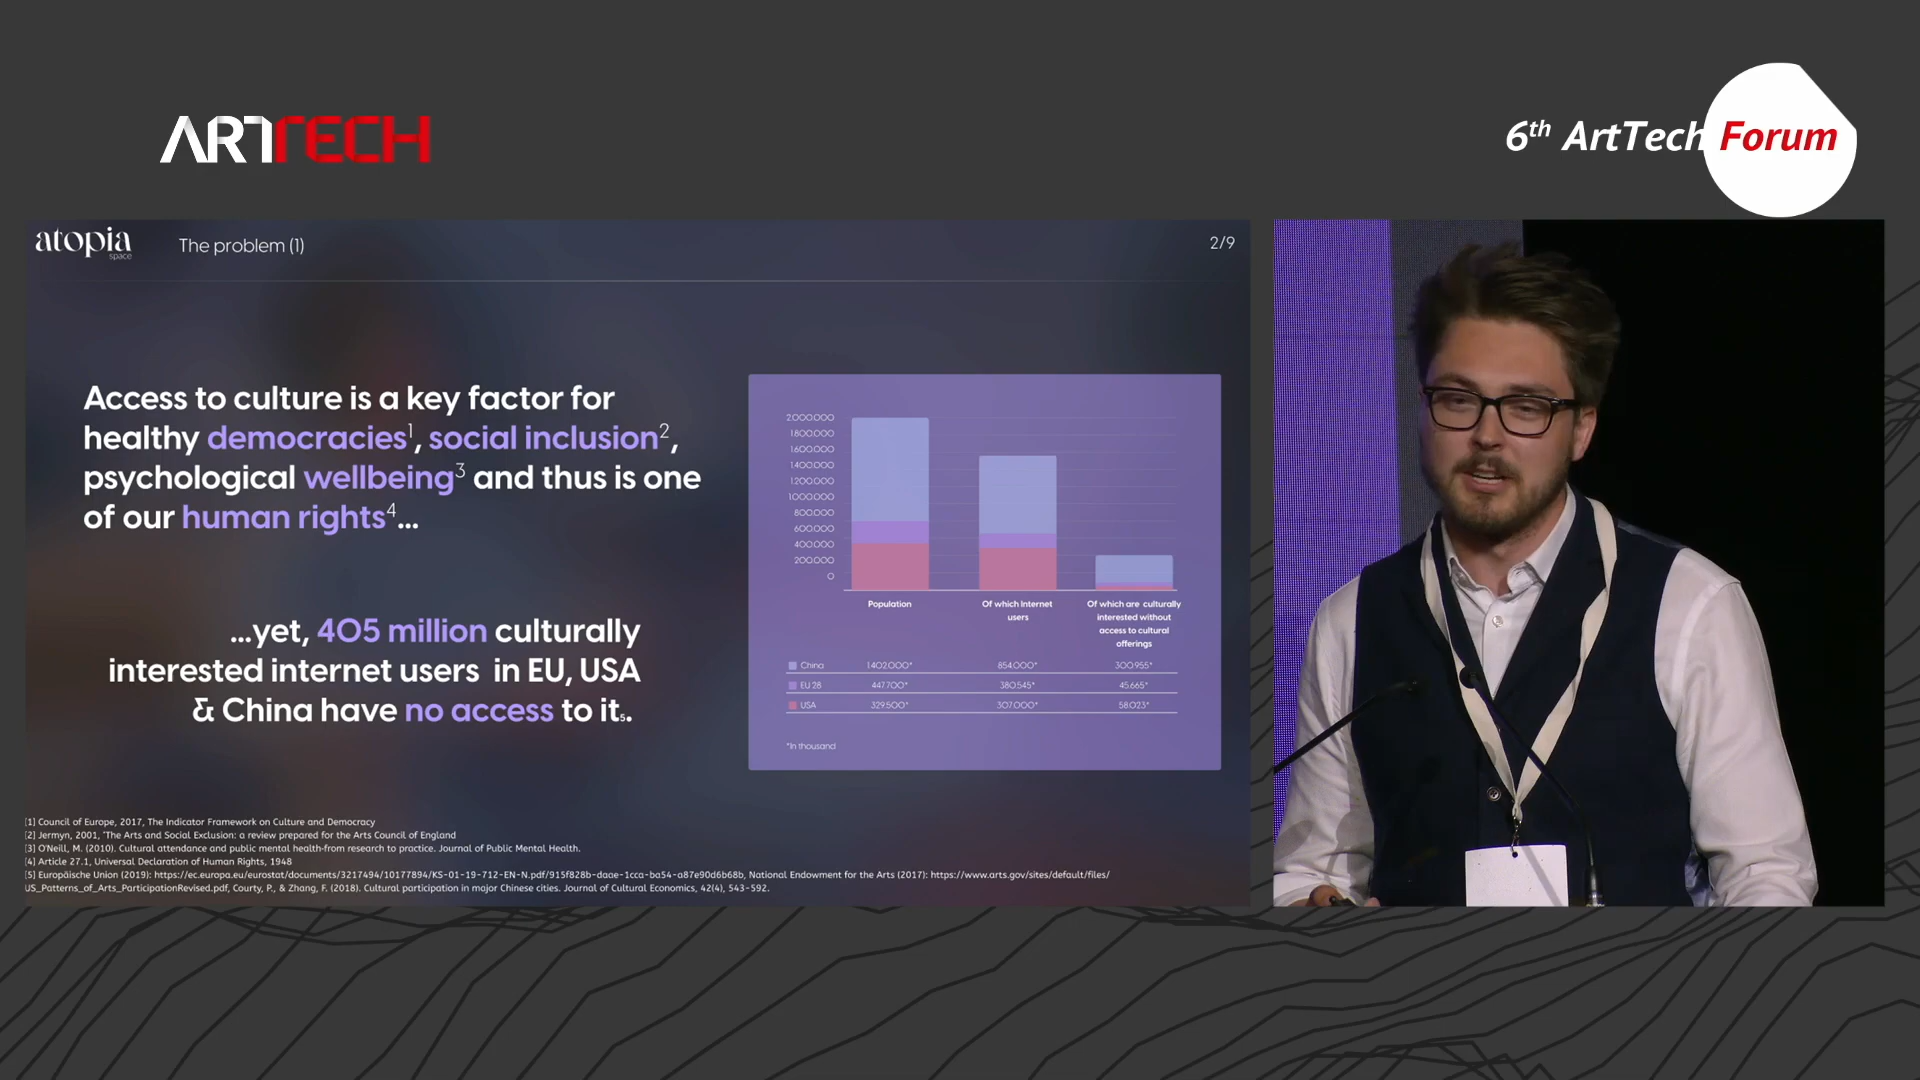 ARTTECH
6th ArtTech Forum
atopia
space
The problem (1)
2/9
Access to culture is a key factor for
healthy democracies1, social inclusion2,
psychological wellbeing3 and thus is one
of our human rights4...
...yet, 405 million culturally
interested internet users in EU, USA
& China have no access to it5.
2.000.000
1.800.000
1.600.000
1.400.000
1.200.000
1.000.000
800.000
600.000
400.000
200.000
0
Population
Of which Internet
users
Of which are culturally
interested without
access to cultural
offerings
China 1.402.000* 854.000* 300.955*
EU 28 447.700* 380.545* 45.665*
USA 329.500* 307.000* 58.023*
*In thousand
[1] Council of Europe, 2017, The Indicator Framework on Culture and Democracy
[2] Jermyn, 2001, 'The Arts and Social Exclusion: a review prepared for the Arts Council of England
[3] O'Neill, M. (2010). Cultural attendance and public mental health-from research to practice. Journal of Public Mental Health.
[4] Article 27.1, Universal Declaration of Human Rights, 1948
[5] Europäische Union (2019): https://ec.europa.eu/eurostat/documents/3217494/10177894/KS-01-19-712-EN-N.pdf/915f828b-daae-1cca-ba54-a87e90d6b68b, National Endowment for the Arts (2017): https://www.arts.gov/sites/default/files/
US_Patterns_of_Arts_ParticipationRevised.pdf, Courty, P., & Zhang, F. (2018). Cultural participation in major Chinese cities. Journal of Cultural Economics, 42(4), 543-592.